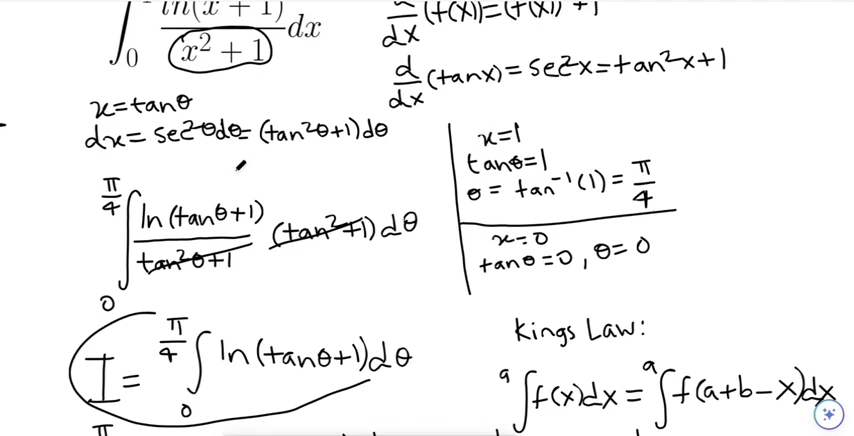 ∫₀ ln(x + 1) / x² + 1 dx
d/dx (f(x)) = (f(x))² + 1
d/dx (tanx) = sec²x = tan²x + 1
x = tanθ
dx = sec²θdθ = (tan²θ+1)dθ
x = 1
tanθ = 1
θ = tan⁻¹(1) = π/4
x = 0
tanθ = 0, θ = 0
∫₀^(π/4) ln(tanθ+1) / tan²θ+1 (tan²+1) dθ
I = ∫₀^(π/4) ln(tanθ+1)dθ
Kings Law:
ᵃ∫f(x)dx = ᵃ∫f(a+b−x)dx
π